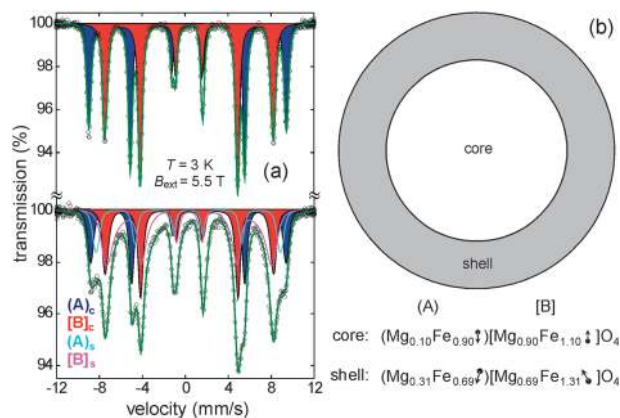 100
98
96
94
T = 3 K
B_ext = 5.5 T
(a)
100
98
96
94
(A)c
[B]c
(A)s
[B]s
-12 -8 -4 0 4 8 12
velocity (mm/s)
transmission (%)
(b)
core
shell
(A) [B]
core: (Mg0.10Fe0.90)[Mg0.90Fe1.10]O4
shell: (Mg0.31Fe0.69)[Mg0.69Fe1.31]O4